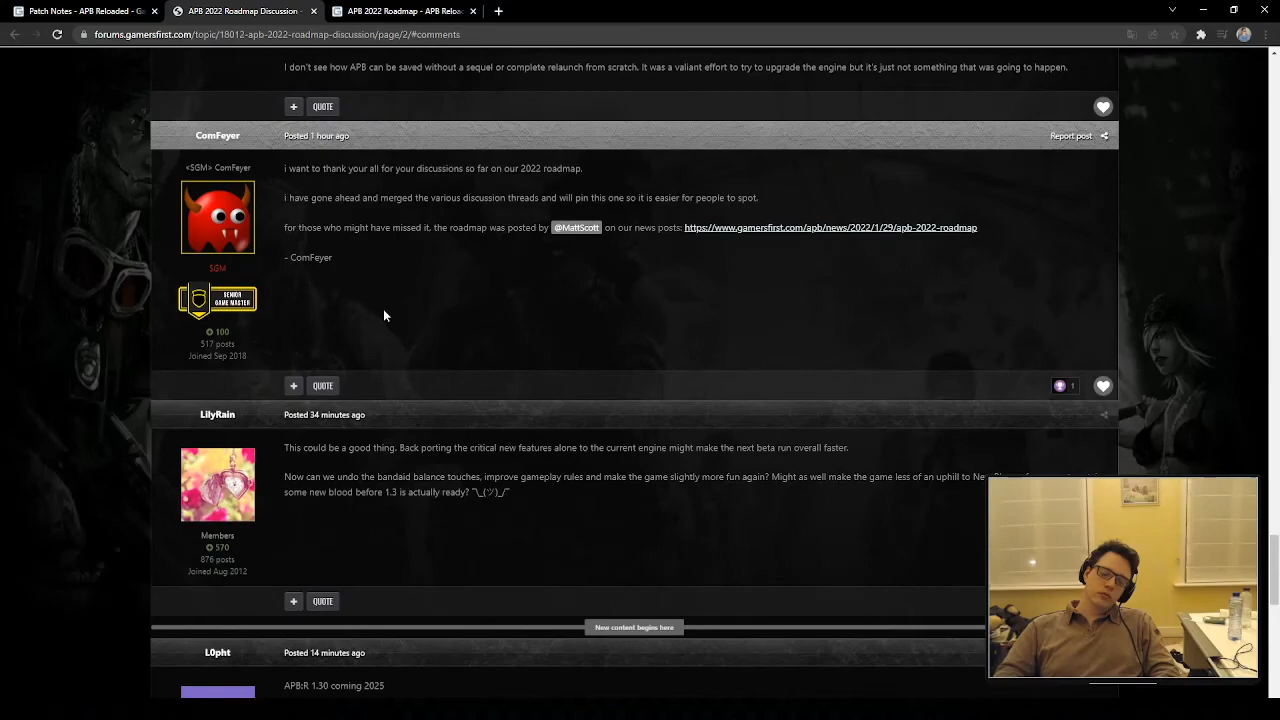 Patch Notes - APB Reloaded - Ga
APB 2022 Roadmap Discussion -
APB 2022 Roadmap - APB Reloa
forums.gamersfirst.com/topic/18012-apb-2022-roadmap-discussion/page/2/#comments
I don't see how APB can be saved without a sequel or complete relaunch from scratch. It was a valiant effort to try to upgrade the engine but it's just not something that was going to happen.
+ QUOTE
ComFeyer
Posted 1 hour ago
Report post
<SGM> ComFeyer
i want to thank your all for your discussions so far on our 2022 roadmap.
i have gone ahead and merged the various discussion threads and will pin this one so it is easier for people to spot.
for those who might have missed it, the roadmap was posted by @MattScott on our news posts: https://www.gamersfirst.com/apb/news/2022/1/29/apb-2022-roadmap
- ComFeyer
SGM
SENIOR
GAME MASTER
100
517 posts
Joined Sep 2018
+ QUOTE
1
LilyRain
Posted 34 minutes ago
This could be a good thing. Back porting the critical new features alone to the current engine might make the next beta run overall faster.
Now can we undo the bandaid balance touches, improve gameplay rules and make the game slightly more fun again? Might as well make the game less of an uphill to
some new blood before 1.3 is actually ready? ¯\_(ツ)_/¯
Members
570
876 posts
Joined Aug 2012
+ QUOTE
New content begins here
L0pht
Posted 14 minutes ago
APB:R 1.30 coming 2025